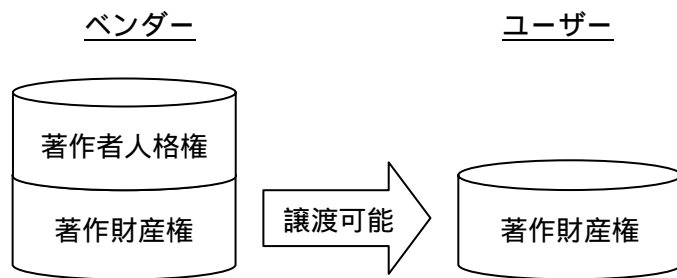 ベンダー
ユーザー
著作者人格権
著作財産権
譲渡可能
著作財産権